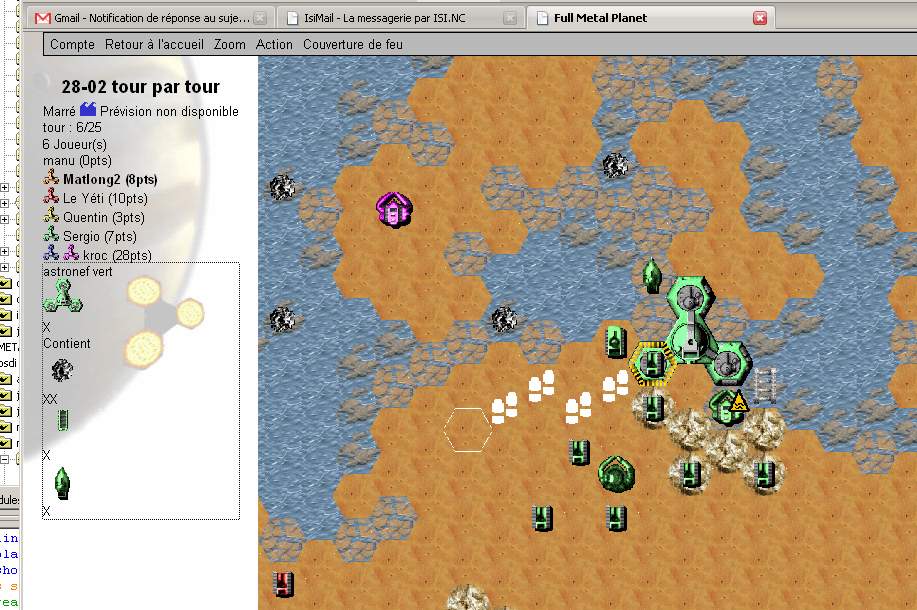 Gmail - Notification de réponse au suje...
IsiMail - La messagerie par ISI.NC
Full Metal Planet
Compte Retour à l'accueil Zoom Action Couverture de feu
28-02 tour par tour
Marré Prévision non disponible
tour : 6/25
6 Joueur(s)
manu (0pts)
Matlong2 (8pts)
Le Yéti (10pts)
Quentin (3pts)
Sergio (7pts)
kroc (28pts)
astronef vert
X
Contient
XX
X
X